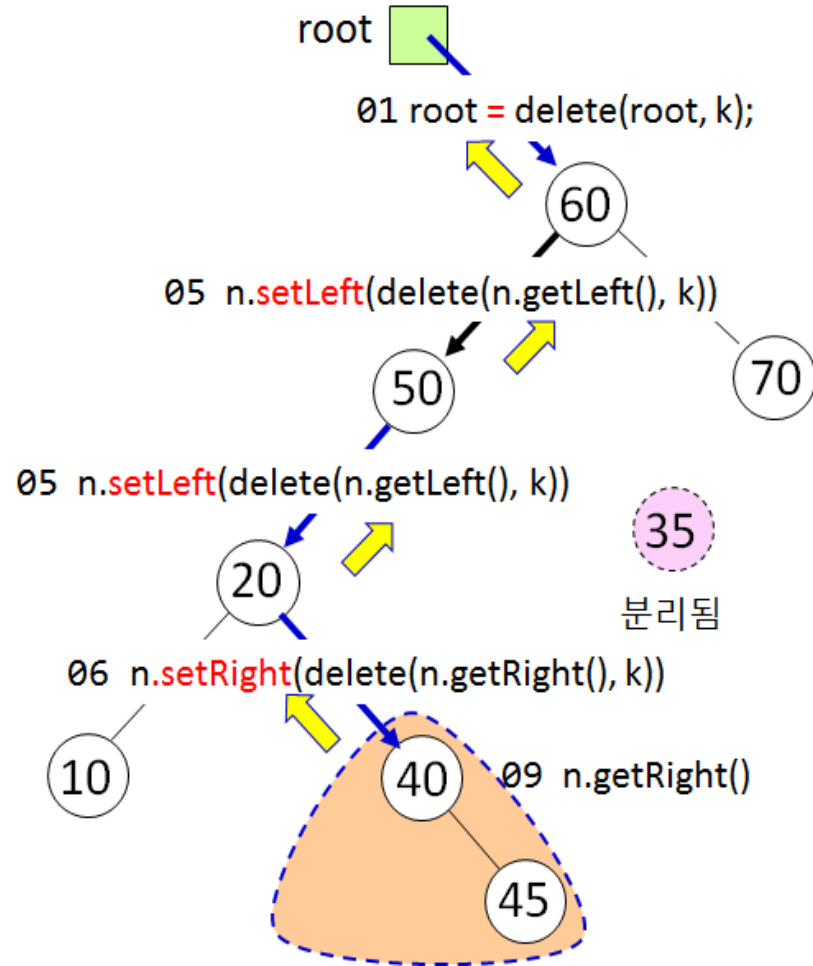 root
01 root = delete(root, k);
60
05 n.setLeft(delete(n.getLeft(), k))
50
70
05 n.setLeft(delete(n.getLeft(), k))
35
20
분리됨
06 n.setRight(delete(n.getRight(), k))
10
40
09 n.getRight()
45